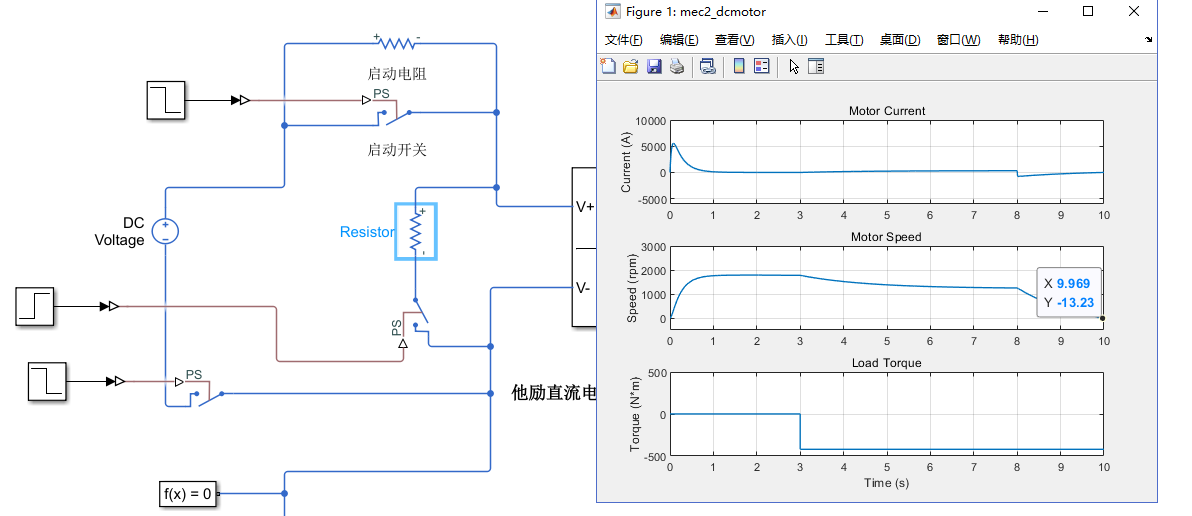 + -
启动电阻
PS
启动开关
DC
Voltage
+
-
Resistor
+
-
V+
V-
PS
PS
他励直流电
f(x) = 0
Figure 1: mec2_dcmotor
文件(F) 编辑(E) 查看(V) 插入(I) 工具(T) 桌面(D) 窗口(W) 帮助(H)
Motor Current
Current (A)
10000
5000
0
-5000
0 1 2 3 4 5 6 7 8 9 10
Motor Speed
Speed (rpm)
3000
2000
1000
0
X 9.969
Y -13.23
0 1 2 3 4 5 6 7 8 9 10
Load Torque
Torque (N*m)
500
0
-500
0 1 2 3 4 5 6 7 8 9 10
Time (s)